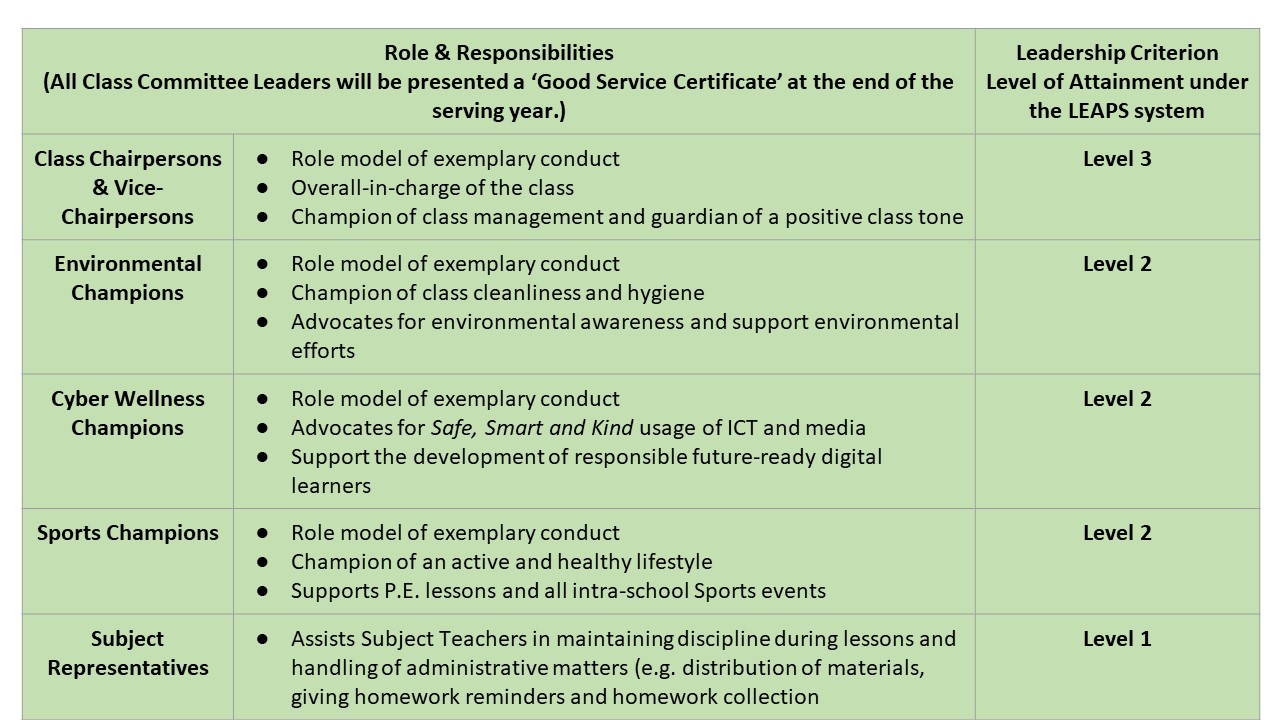 Role & Responsibilities
(All Class Committee Leaders will be presented a ‘Good Service Certificate’ at the end of the
serving year.)
Leadership Criterion
Level of Attainment under
the LEAPS system
Class Chairpersons
& Vice-
Chairpersons
● Role model of exemplary conduct
● Overall-in-charge of the class
● Champion of class management and guardian of a positive class tone
Level 3
Environmental
Champions
● Role model of exemplary conduct
● Champion of class cleanliness and hygiene
● Advocates for environmental awareness and support environmental
efforts
Level 2
Cyber Wellness
Champions
● Role model of exemplary conduct
● Advocates for Safe, Smart and Kind usage of ICT and media
● Support the development of responsible future-ready digital
learners
Level 2
Sports Champions
● Role model of exemplary conduct
● Champion of an active and healthy lifestyle
● Supports P.E. lessons and all intra-school Sports events
Level 2
Subject
Representatives
● Assists Subject Teachers in maintaining discipline during lessons and
handling of administrative matters (e.g. distribution of materials,
giving homework reminders and homework collection
Level 1